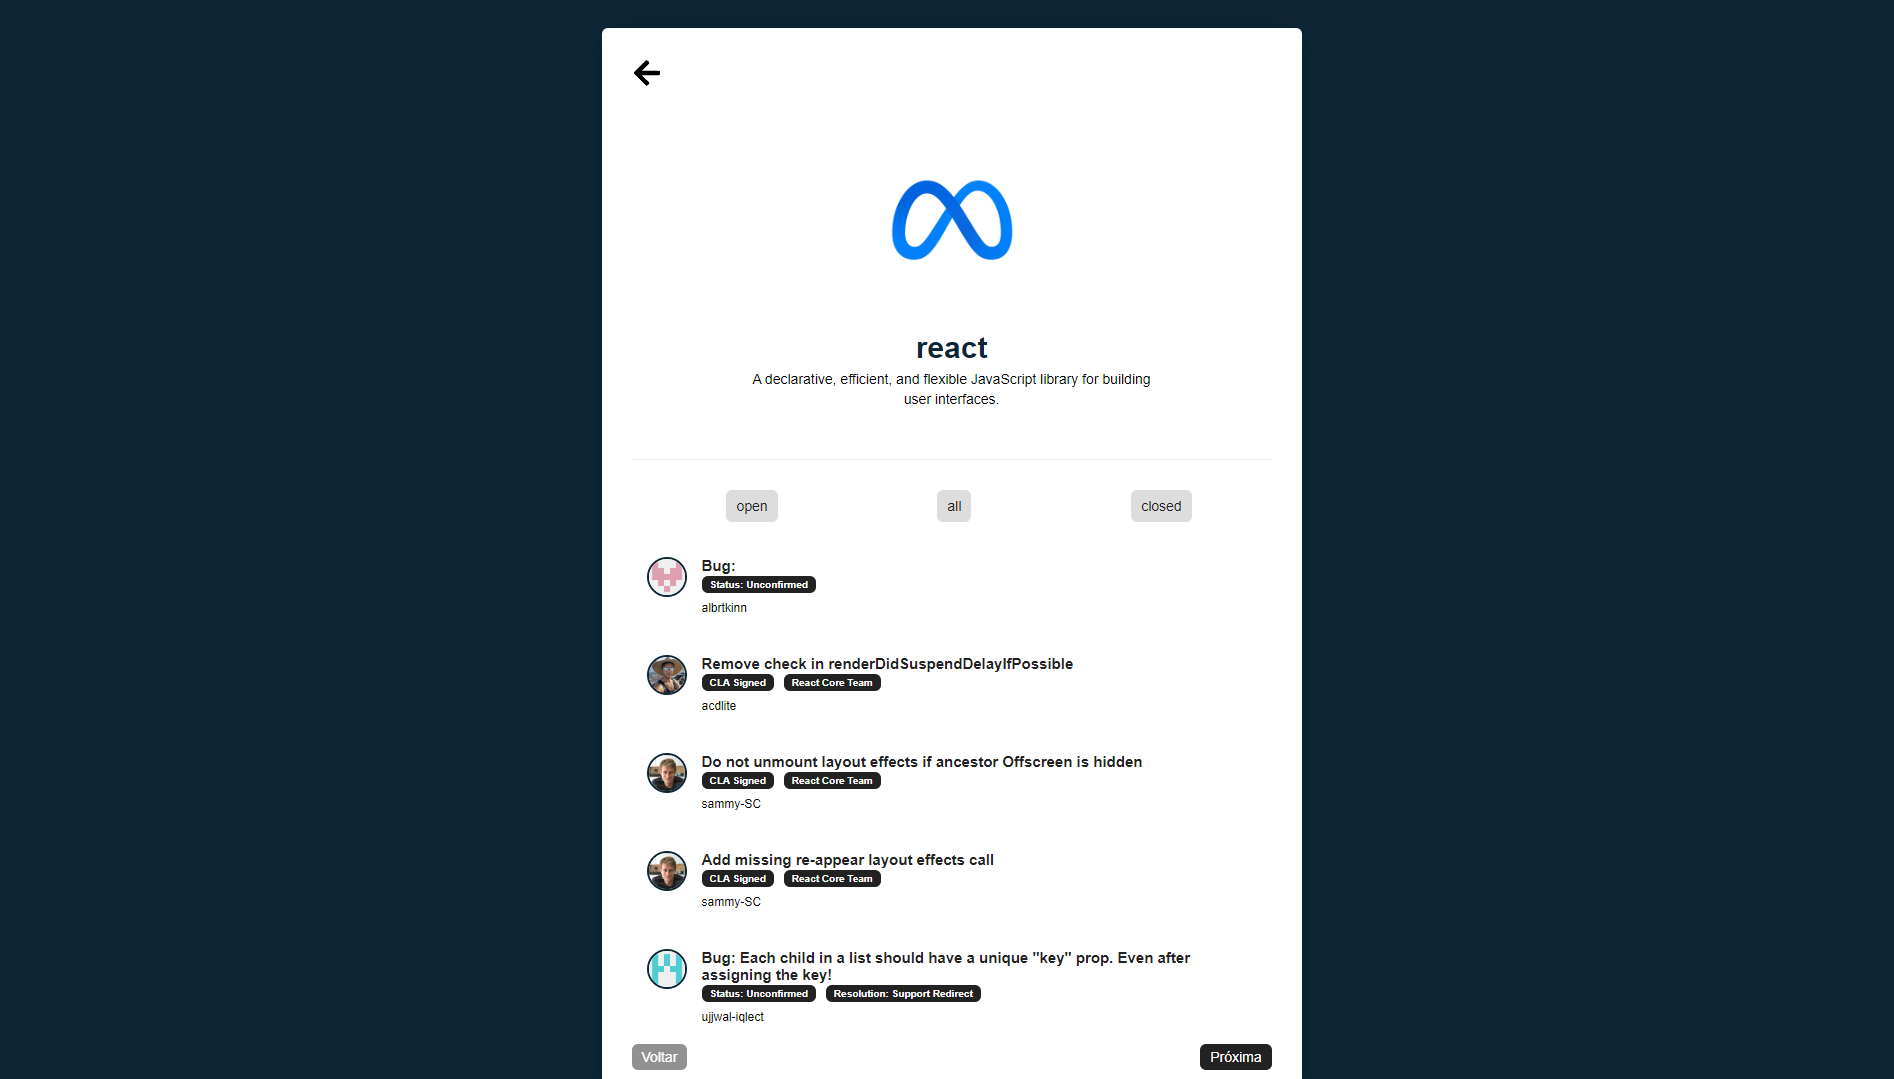 react
A declarative, efficient, and flexible JavaScript library for building
user interfaces.
open all closed
Bug:
Status: Unconfirmed
albrtkinn
Remove check in renderDidSuspendDelayIfPossible
CLA Signed React Core Team
acdlite
Do not unmount layout effects if ancestor Offscreen is hidden
CLA Signed React Core Team
sammy-SC
Add missing re-appear layout effects call
CLA Signed React Core Team
sammy-SC
Bug: Each child in a list should have a unique "key" prop. Even after
assigning the key!
Status: Unconfirmed Resolution: Support Redirect
ujjwal-iqlect
Voltar Próxima